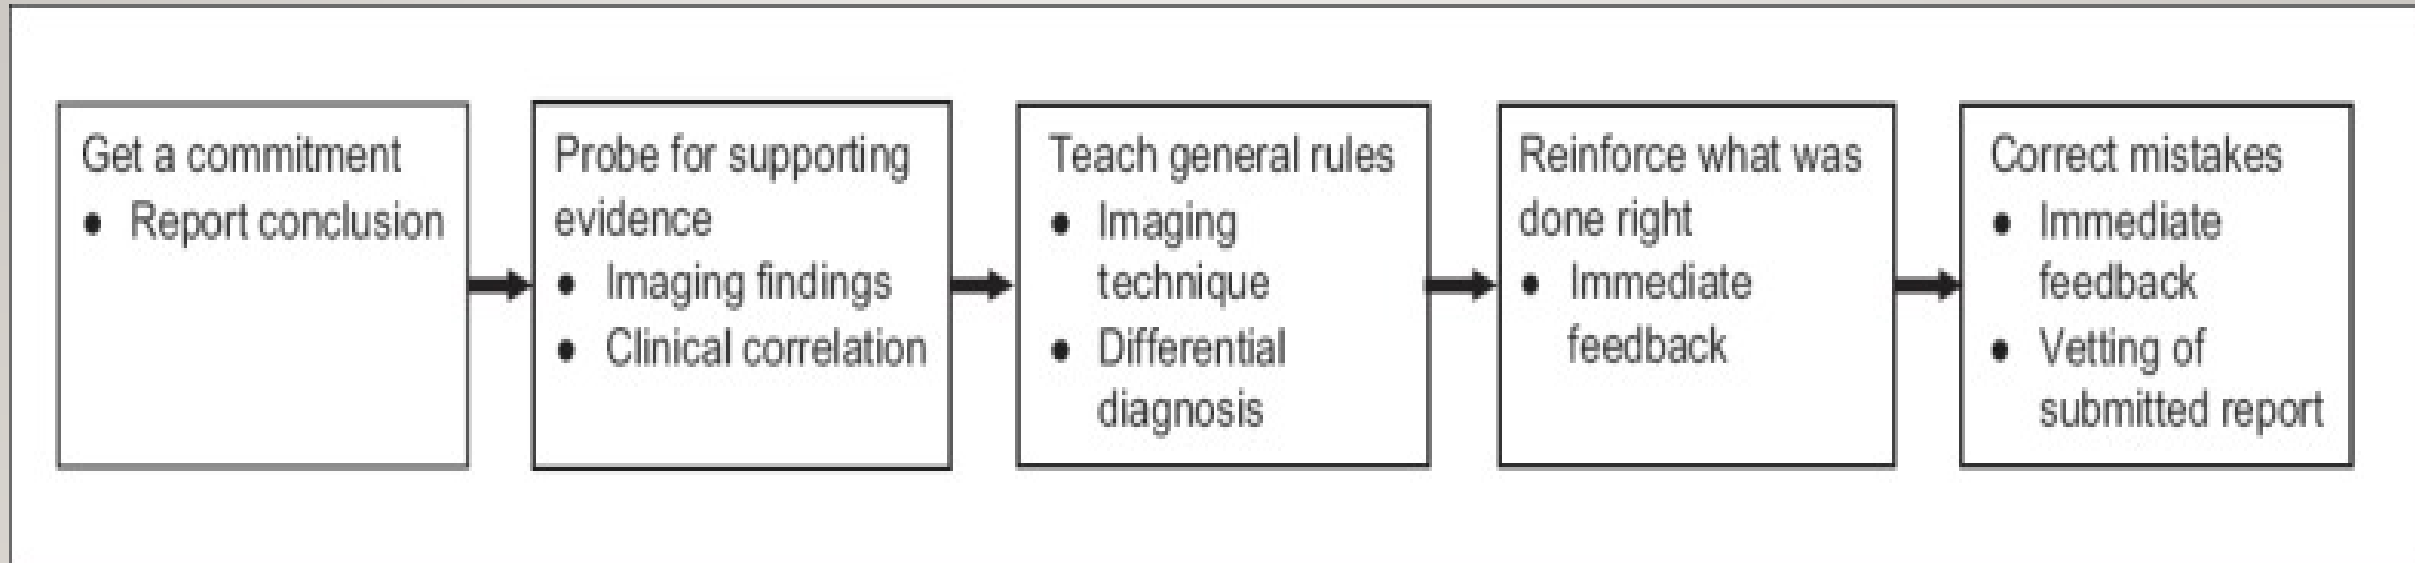 Get a commitment
● Report conclusion
Probe for supporting
evidence
● Imaging findings
● Clinical correlation
Teach general rules
● Imaging
technique
● Differential
diagnosis
Reinforce what was
done right
● Immediate
feedback
Correct mistakes
● Immediate
feedback
● Vetting of
submitted report